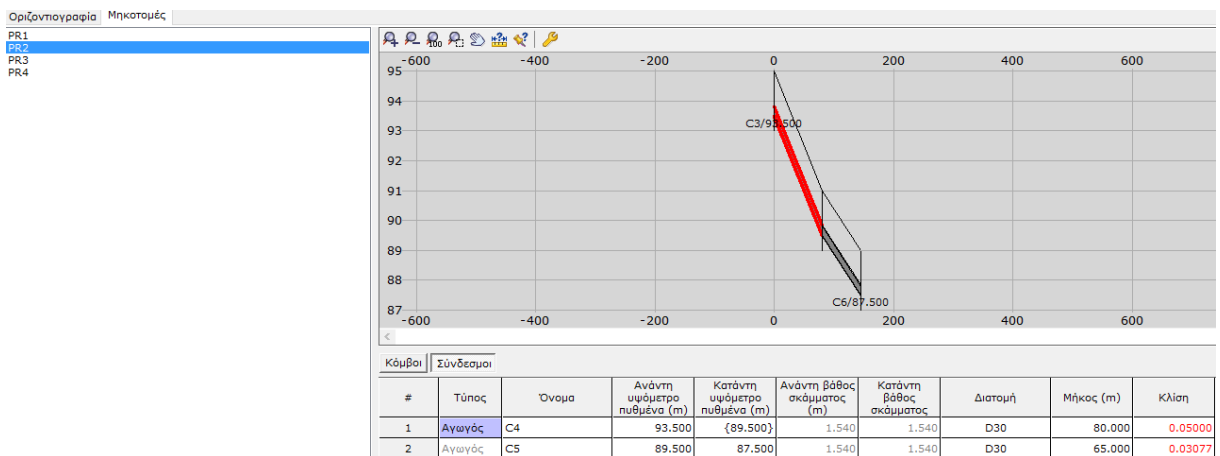 Οριζοντιογραφία Μηκοτομές
PR1
PR2
PR3
PR4
100
-600 -400 -200 0 200 400 600
95
94
93
92
91
90
89
88
87
C3/93.500
C6/87.500
-600 -400 -200 0 200 400 600
Κόμβοι Σύνδεσμοι
# Τύπος Όνομα Ανάντη υψόμετρο πυθμένα (m) Κατάντη υψόμετρο πυθμένα (m) Ανάντη βάθος σκάμματος (m) Κατάντη βάθος σκάμματος Διατομή Μήκος (m) Κλίση
1 Αγωγός C4 93.500 {89.500} 1.540 1.540 D30 80.000 0.05000
2 Αγωγός C5 89.500 87.500 1.540 1.540 D30 65.000 0.03077